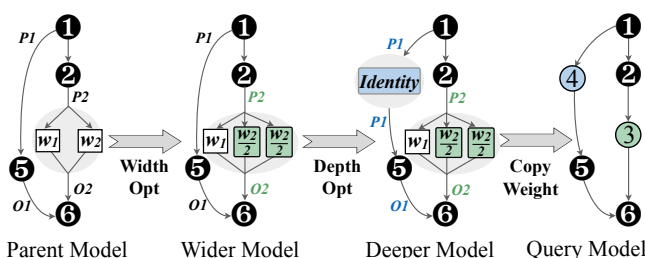 1 1 1 1
P1 P1 P1
2 2 Identity 2 4 2
P2 P2 P2
w1 w2 w1 w2/2 w2/2 P1 w1 w2/2 w2/2 3
5 Width Opt 5 Depth Opt 5 Copy Weight 5
O2 O2 O2
O1 O1 O1
6 6 6 6
Parent Model Wider Model Deeper Model Query Model